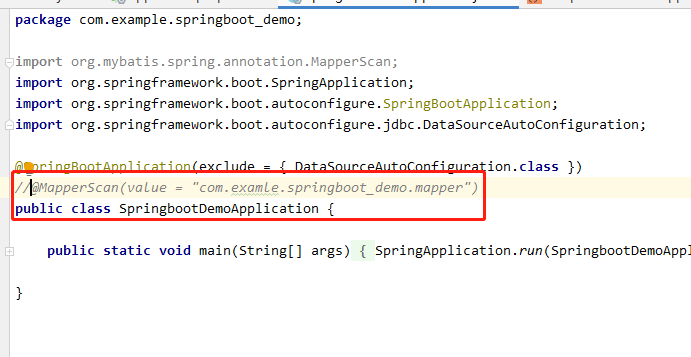 package com.example.springboot_demo;
import org.mybatis.spring.annotation.MapperScan;
import org.springframework.boot.SpringApplication;
import org.springframework.boot.autoconfigure.SpringBootApplication;
import org.springframework.boot.autoconfigure.jdbc.DataSourceAutoConfiguration;
@SpringBootApplication(exclude = { DataSourceAutoConfiguration.class })
//@MapperScan(value = "com.examle.springboot_demo.mapper")
public class SpringbootDemoApplication {
public static void main(String[] args) { SpringApplication.run(SpringbootDemoAppl
}